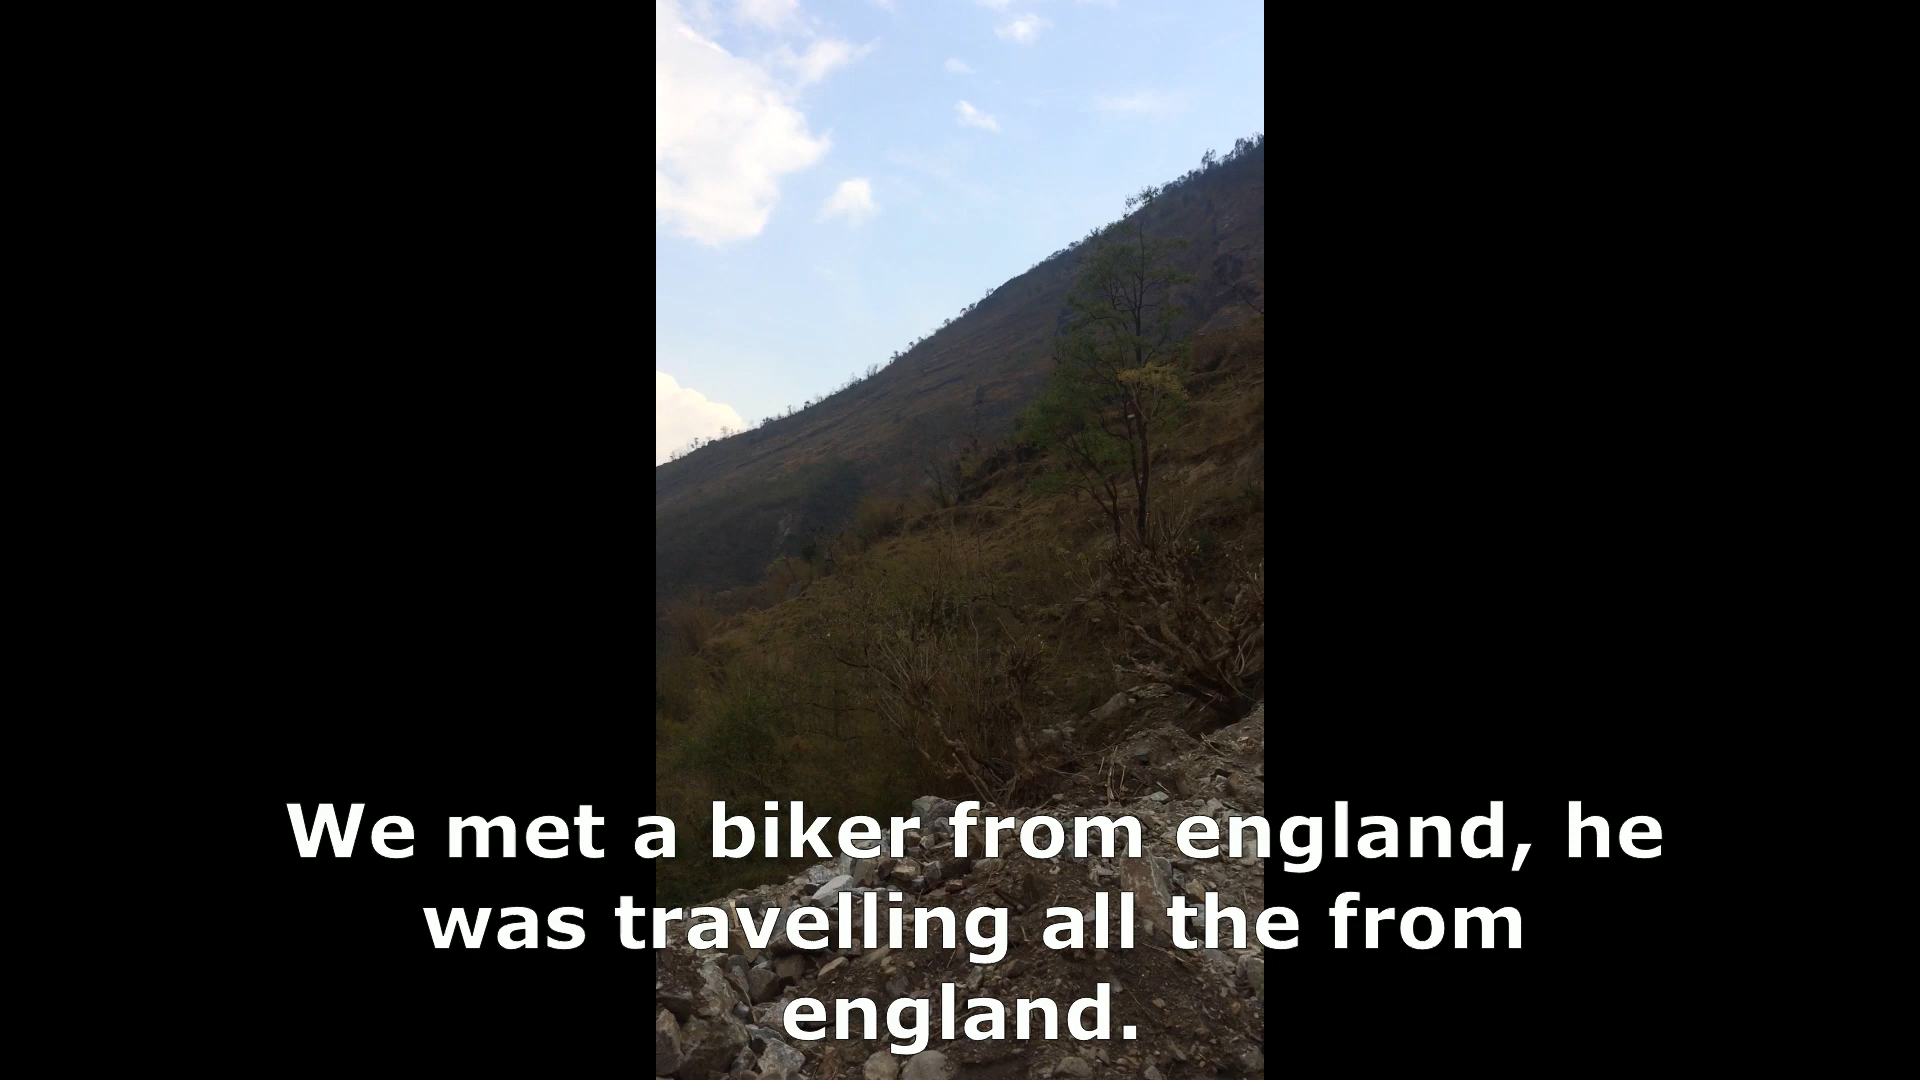 We met a biker from england, he
was travelling all the from
england.